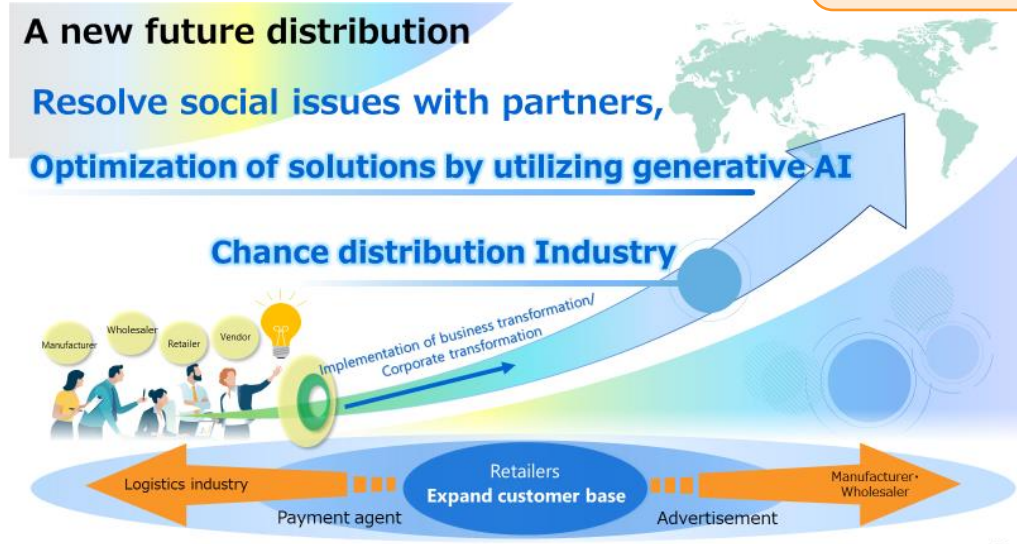 A new future distribution
Resolve social issues with partners,
Optimization of solutions by utilizing generative AI
Chance distribution Industry
Manufacturer
Wholesaler
Retailer
Vendor
Implementation of business transformation/
Corporate transformation
Logistics industry
Payment agent
Retailers
Expand customer base
Advertisement
Manufacturer・
Wholesaler